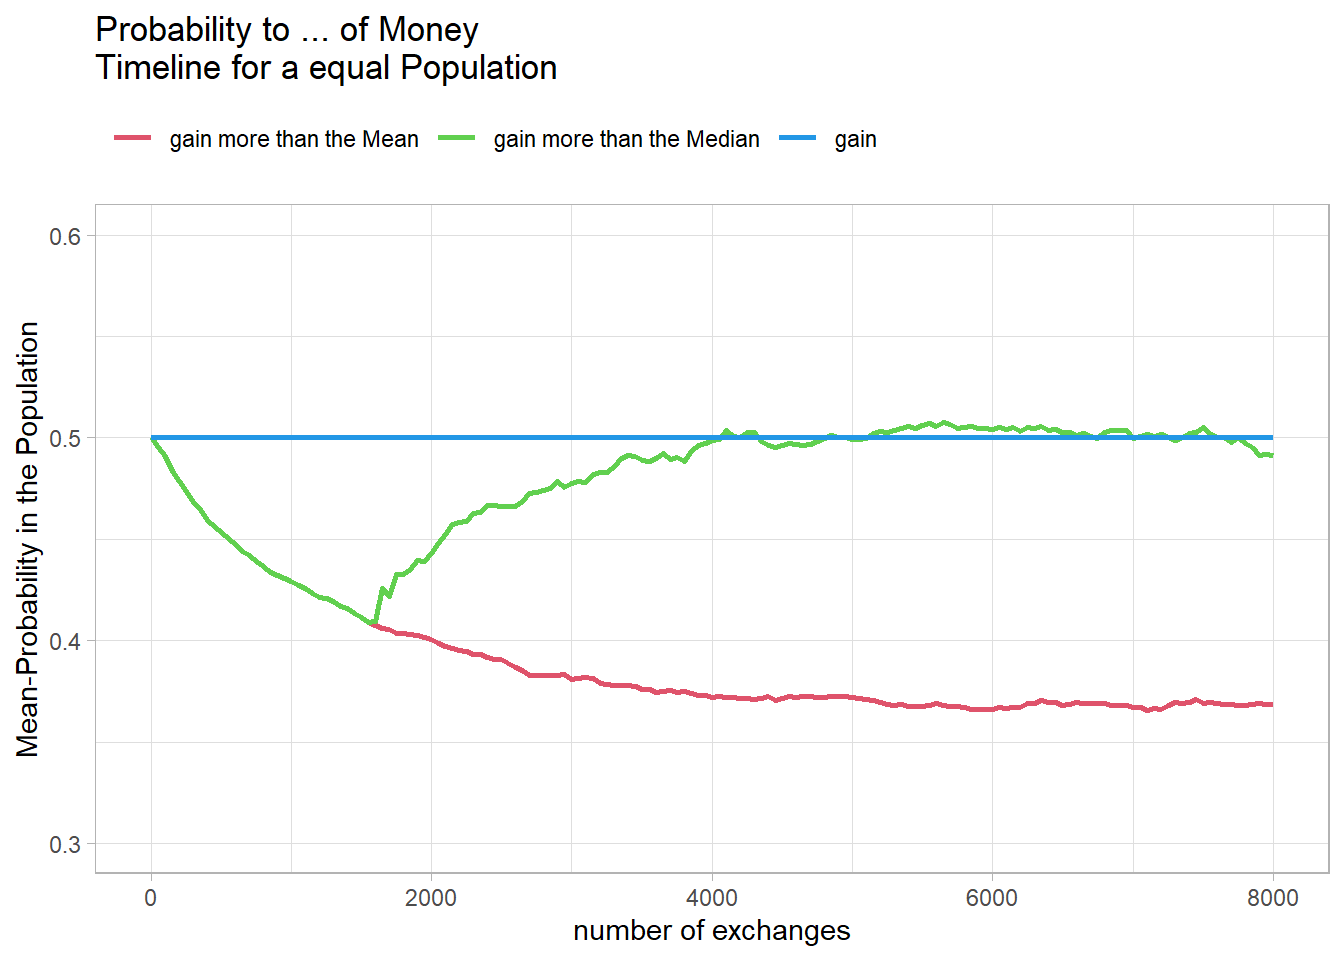 Probability to ... of Money
Timeline for a equal Population
gain more than the Mean gain more than the Median gain
Mean-Probability in the Population
0.6
0.5
0.4
0.3
0 2000 4000 6000 8000
number of exchanges